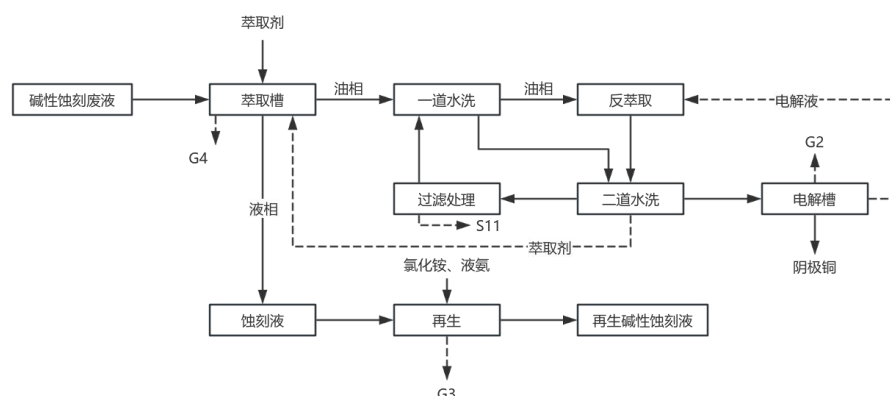 萃取剂
碱性蚀刻废液
萃取槽
油相
一道水洗
油相
反萃取
电解液
G4
G2
液相
过滤处理
二道水洗
电解槽
S11
萃取剂
阴极铜
氯化铵、液氨
蚀刻液
再生
再生碱性蚀刻液
G3